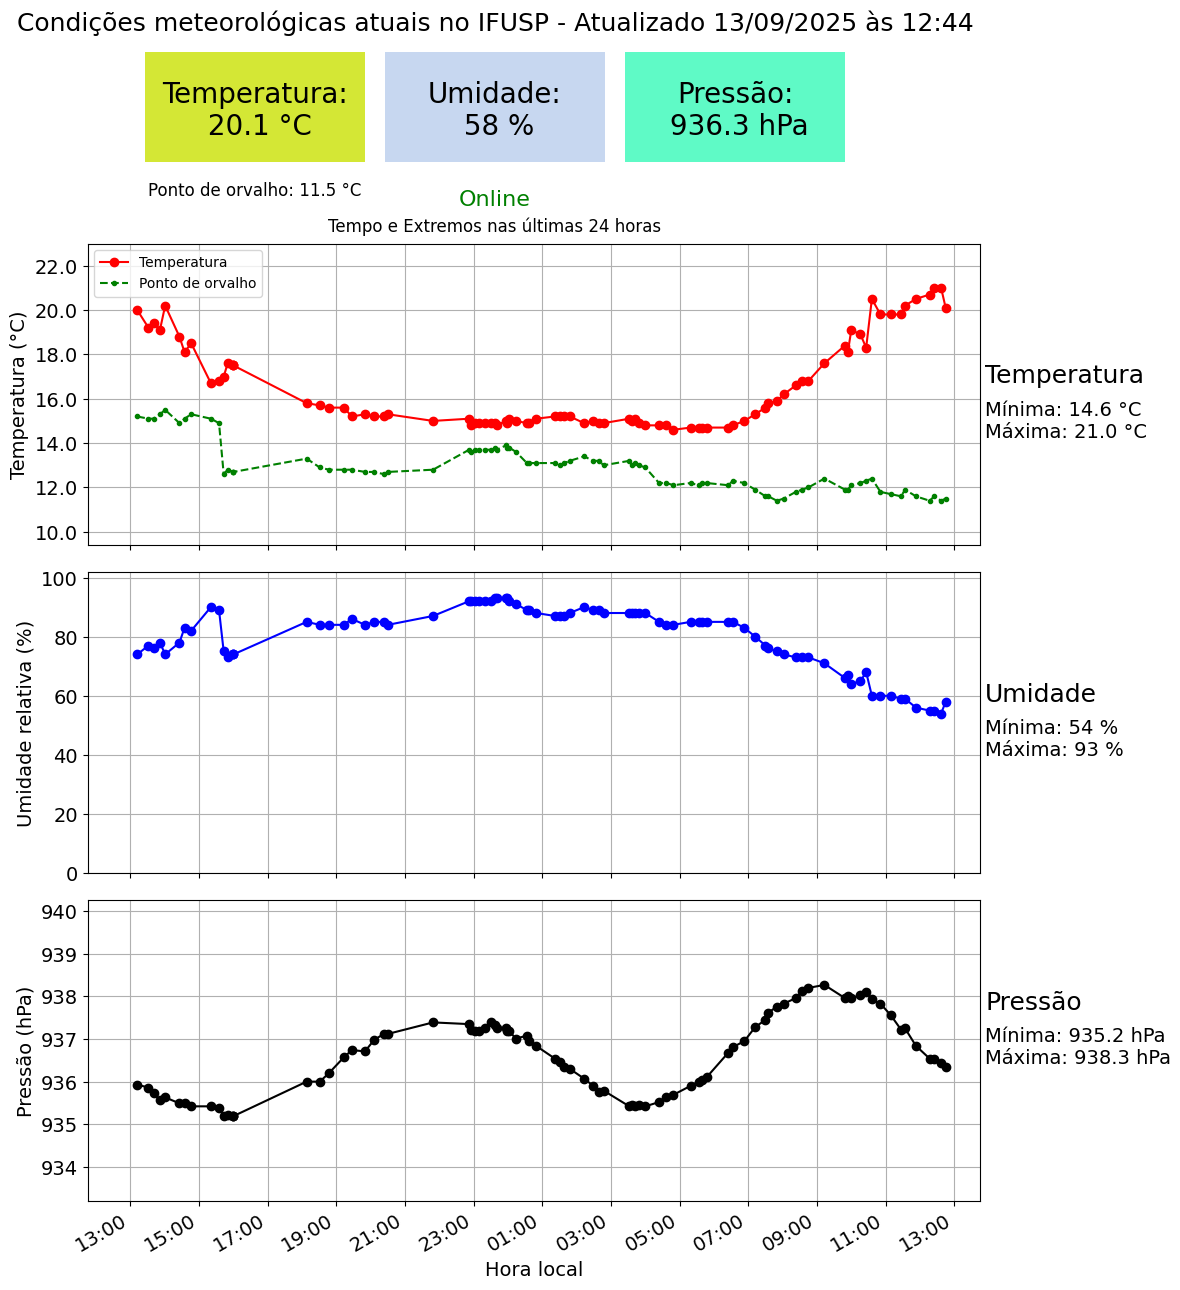 Condições meteorológicas atuais no IFUSP - Atualizado 13/09/2025 às 12:44
Temperatura:
20.1 °C
Umidade:
58 %
Pressão:
936.3 hPa
Ponto de orvalho: 11.5 °C
Online
Tempo e Extremos nas últimas 24 horas
Temperatura
Ponto de orvalho
Temperatura (°C)
22.0
20.0
18.0
16.0
14.0
12.0
10.0
Temperatura
Mínima: 14.6 °C
Máxima: 21.0 °C
Umidade relativa (%)
100
80
60
40
20
0
Umidade
Mínima: 54 %
Máxima: 93 %
Pressão (hPa)
940
939
938
937
936
935
934
Pressão
Mínima: 935.2 hPa
Máxima: 938.3 hPa
13:00
15:00
17:00
19:00
21:00
23:00
01:00
03:00
05:00
07:00
09:00
11:00
13:00
Hora local